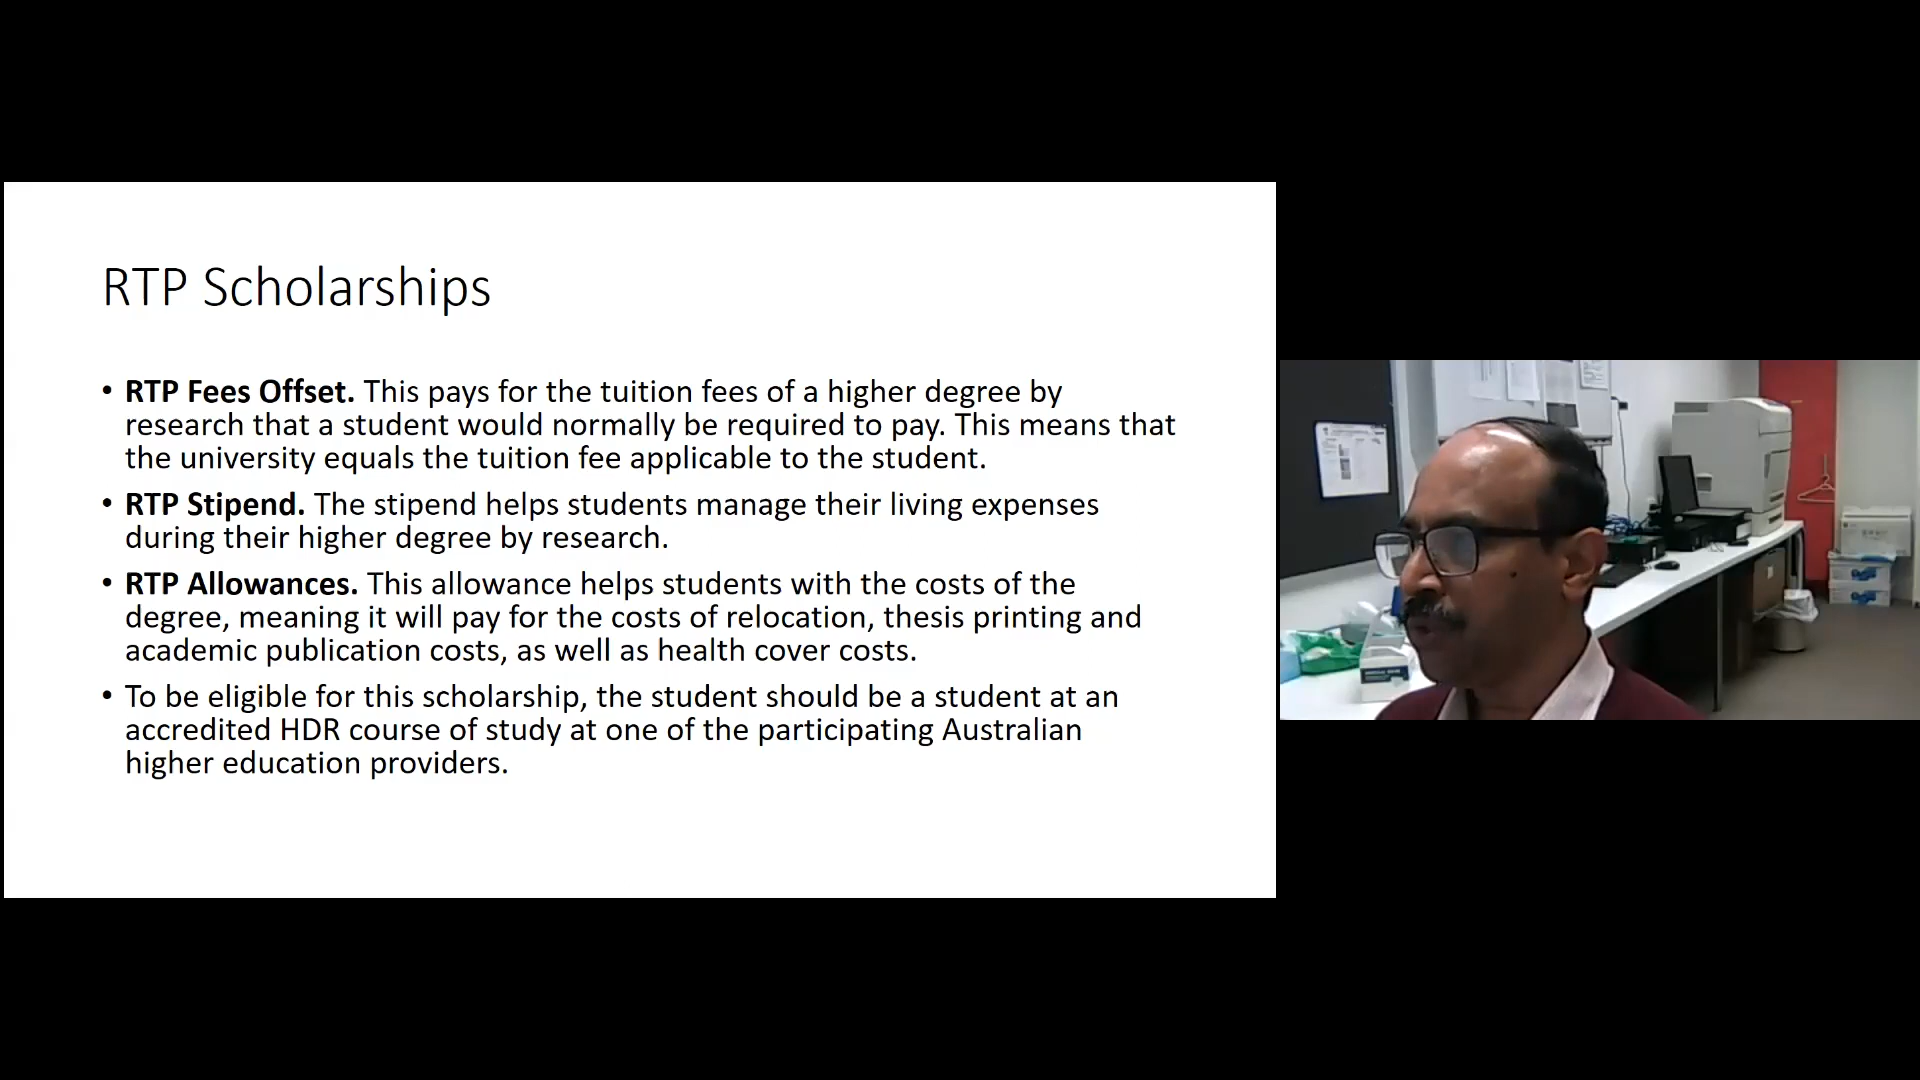 RTP Scholarships
• RTP Fees Offset. This pays for the tuition fees of a higher degree by
research that a student would normally be required to pay. This means that
the university equals the tuition fee applicable to the student.
• RTP Stipend. The stipend helps students manage their living expenses
during their higher degree by research.
• RTP Allowances. This allowance helps students with the costs of the
degree, meaning it will pay for the costs of relocation, thesis printing and
academic publication costs, as well as health cover costs.
• To be eligible for this scholarship, the student should be a student at an
accredited HDR course of study at one of the participating Australian
higher education providers.